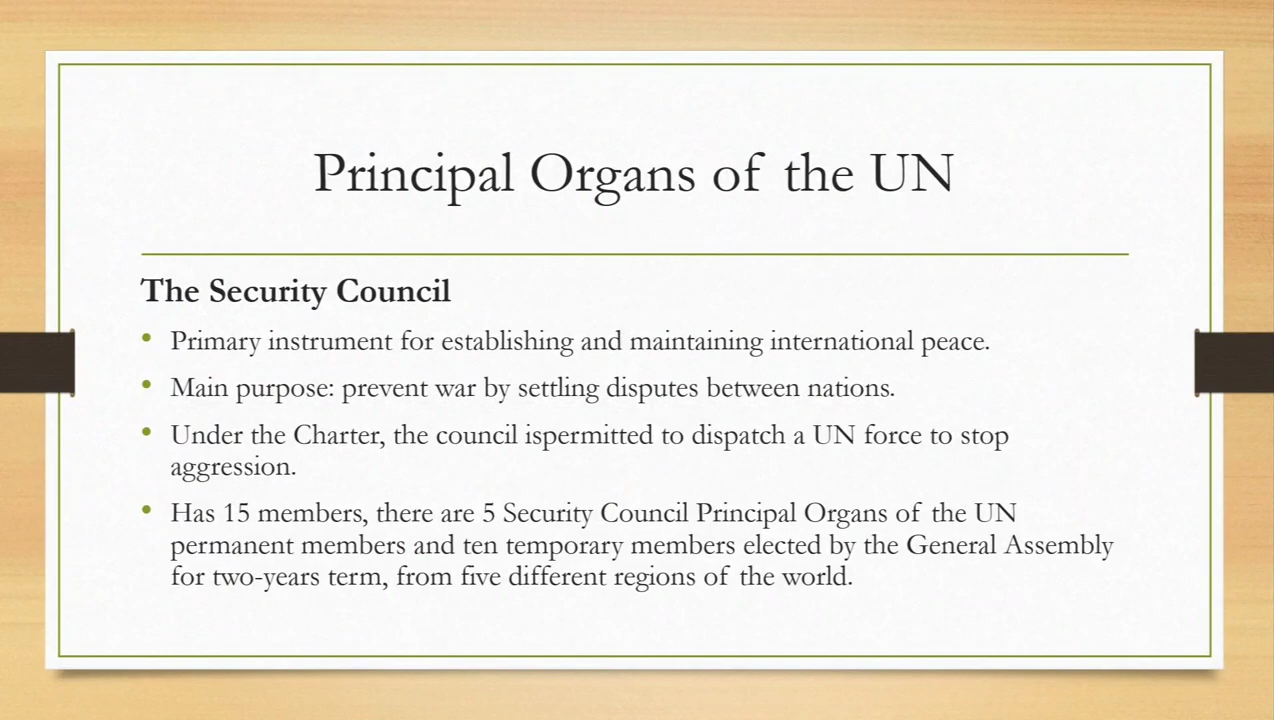 Principal Organs of the UN
The Security Council
• Primary instrument for establishing and maintaining international peace.
• Main purpose: prevent war by settling disputes between nations.
• Under the Charter, the council ispermitted to dispatch a UN force to stop
aggression.
• Has 15 members, there are 5 Security Council Principal Organs of the UN
permanent members and ten temporary members elected by the General Assembly
for two-years term, from five different regions of the world.